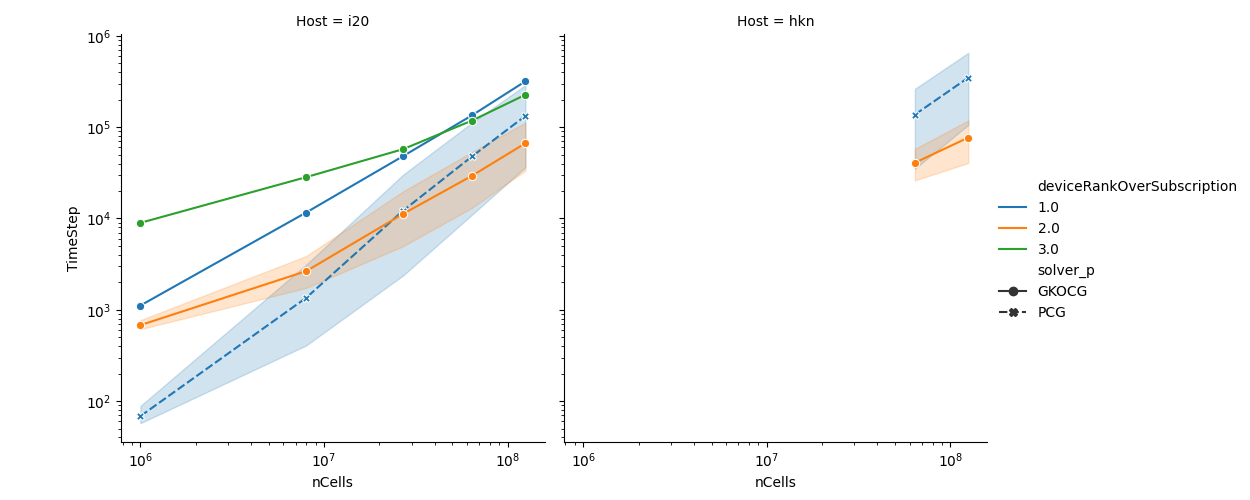 Host = i20
Host = hkn
10^6
10^5
10^4
10^3
10^2
TimeStep
10^6
10^7
10^8
nCells
10^6
10^7
10^8
nCells
deviceRankOverSubscription
1.0
2.0
3.0
solver_p
GKOCG
PCG